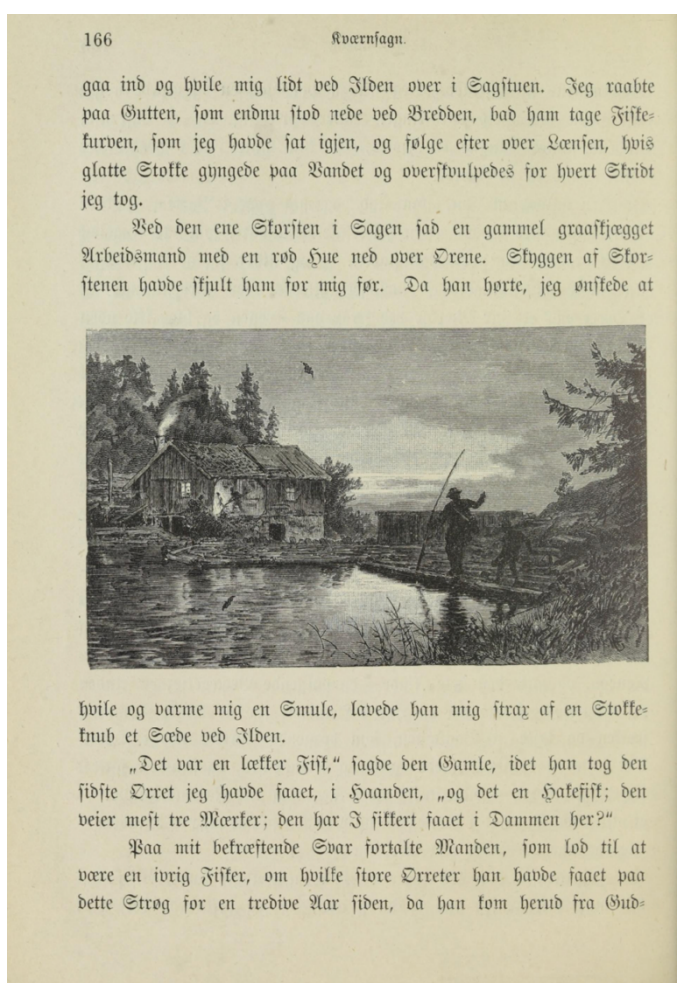 166
Kværnsagn.
gaa ind og hvile mig lidt ved Ilden over i Sagstuen. Jeg raabte
paa Gutten, som endnu stod nede ved Bredden, bad ham tage Fiske-
kurven, som jeg havde sat igjen, og følge efter over Lænsen, hvis
glatte Stokke gyngede paa Vandet og overskvulpedes for hvert Skridt
jeg tog.
Ved den ene Skorsten i Sagen sad en gammel graaskjægget
Arbeidsmand med en rød Hue ned over Ørene. Skyggen af Skor-
stenen havde skjult ham for mig før. Da han hørte, jeg ønskede at
hvile og varme mig en Smule, lavede han mig strax af en Stokke-
knub et Sæde ved Ilden.
„Det var en lækker Fisk,“ sagde den Gamle, idet han tog den
sidste Ørret jeg havde faaet, i Haanden, „og det en Hakefisk; den
veier mest tre Mærker; den har I sikkert faaet i Dammen her?“
Paa mit bekræftende Svar fortalte Manden, som lod til at
være en ivrig Fisker, om hvilke store Ørreter han havde faaet paa
dette Strøg for en tredive Aar siden, da han kom herud fra Gud-